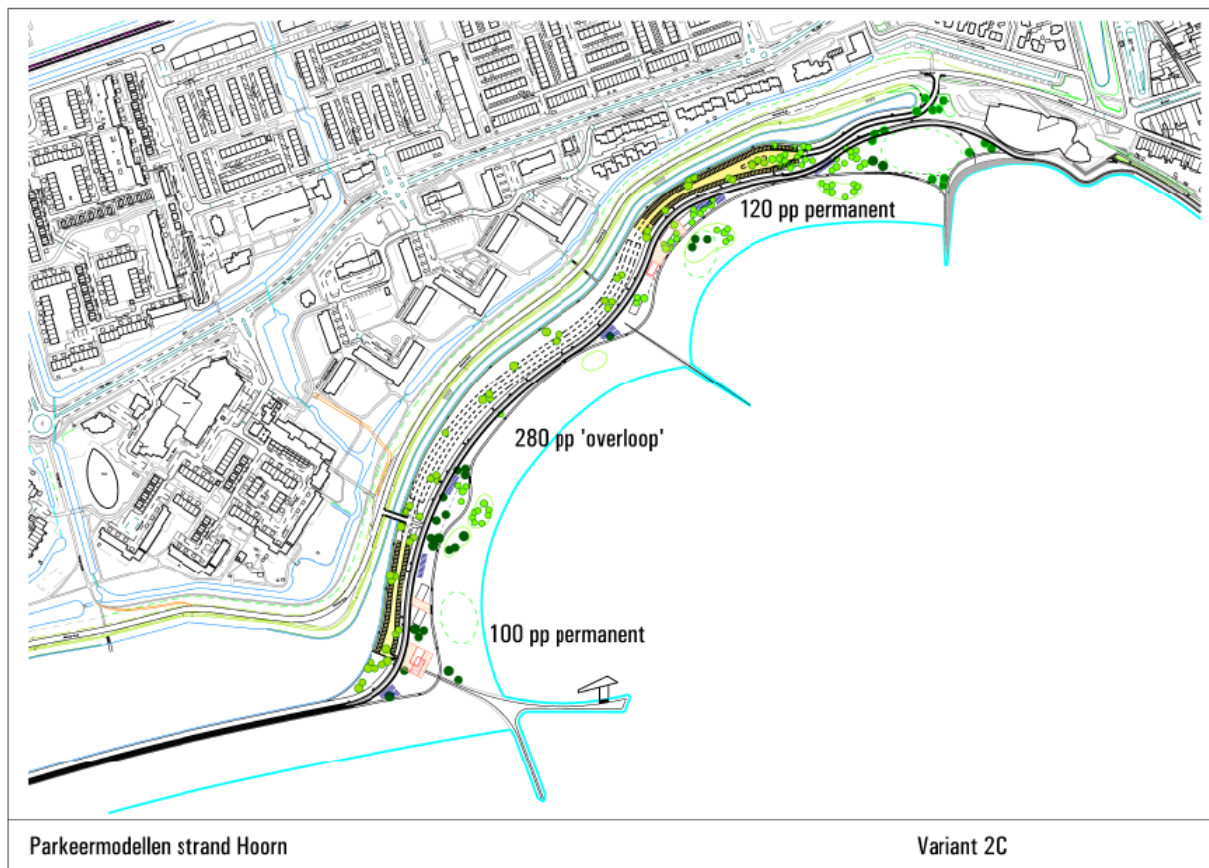 120 pp permanent
280 pp 'overloop'
100 pp permanent
Parkeermodellen strand Hoorn
Variant 2C